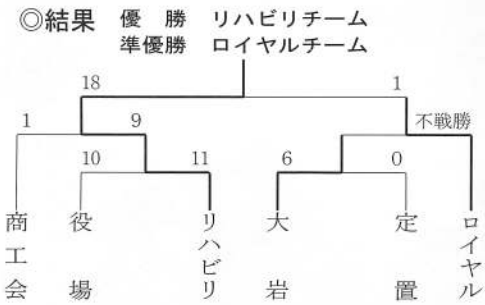 ◎結果 優 勝 リハビリチーム
準優勝 ロイヤルチーム
18 1
1 9 不戦勝
10 11 6 0
商工会 役場 リハビリ 大岩 定置 ロイヤル